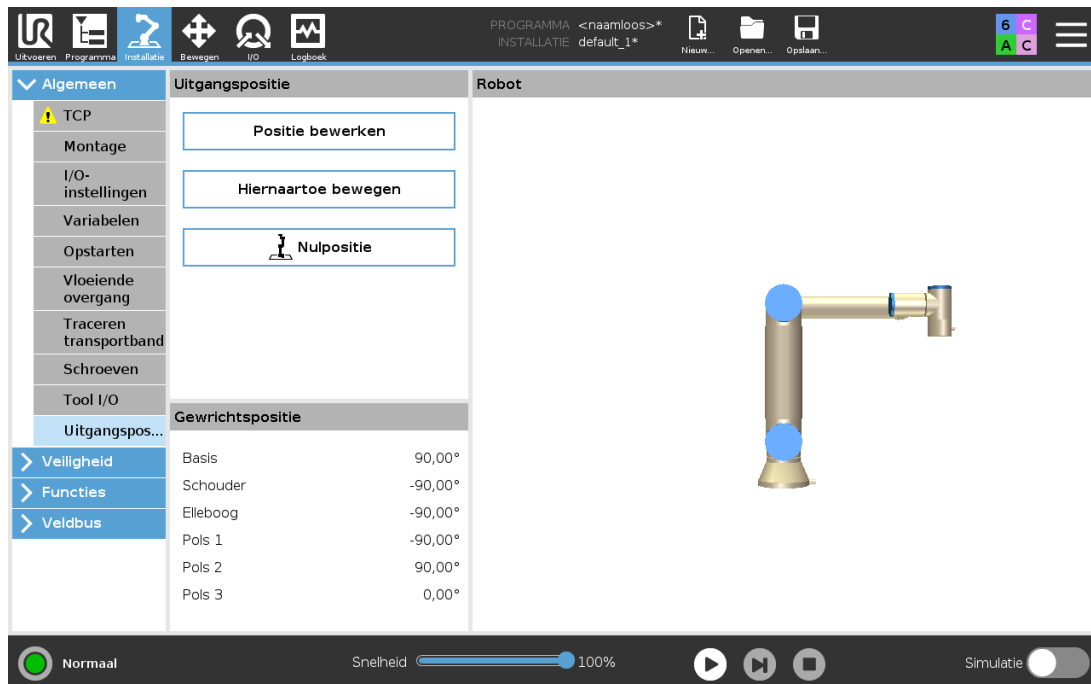 PROGRAMMA <naamloos>*
INSTALLATIE default_1*
Uitvoeren Programma Installatie Bewegen I/O Logboek Nieuw... Openen... Opslaan...
6 C
A C
Algemeen
TCP
Montage
I/O-
instellingen
Variabelen
Opstarten
Vloeiende
overgang
Traceren
transportband
Schroeven
Tool I/O
Uitgangspos...
Veiligheid
Functies
Veldbus
Uitgangspositie
Positie bewerken
Hiernaartoe bewegen
Nulpositie
Gewrichtspositie
Basis 90,00°
Schouder -90,00°
Elleboog -90,00°
Pols 1 -90,00°
Pols 2 90,00°
Pols 3 0,00°
Robot
Normaal Snelheid 100% Simulatie